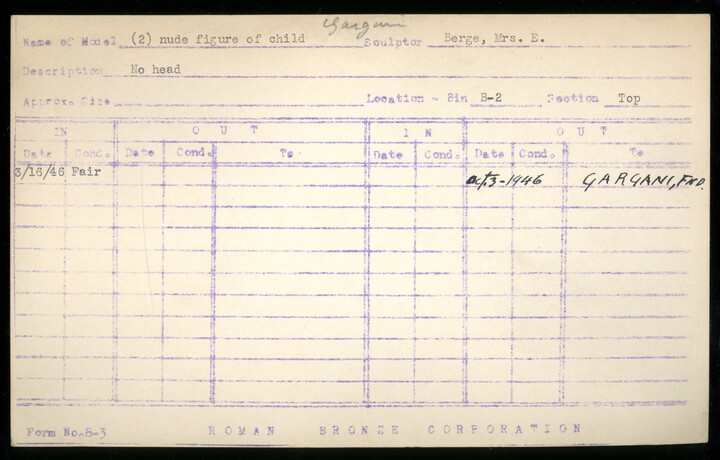 Gargani
Name of Model (2) nude figure of child Sculptor Berge, Mrs. E.
Description No head
Approx. Size Location - Bin B-2 Section Top
IN OUT IN OUT
Date Cond. Date Cond. To Date Cond. Date Cond. To
3/16/46 Fair Oct.3-1946 GARGANI, FND.
Form No.8-3 ROMAN BRONZE CORPORATION